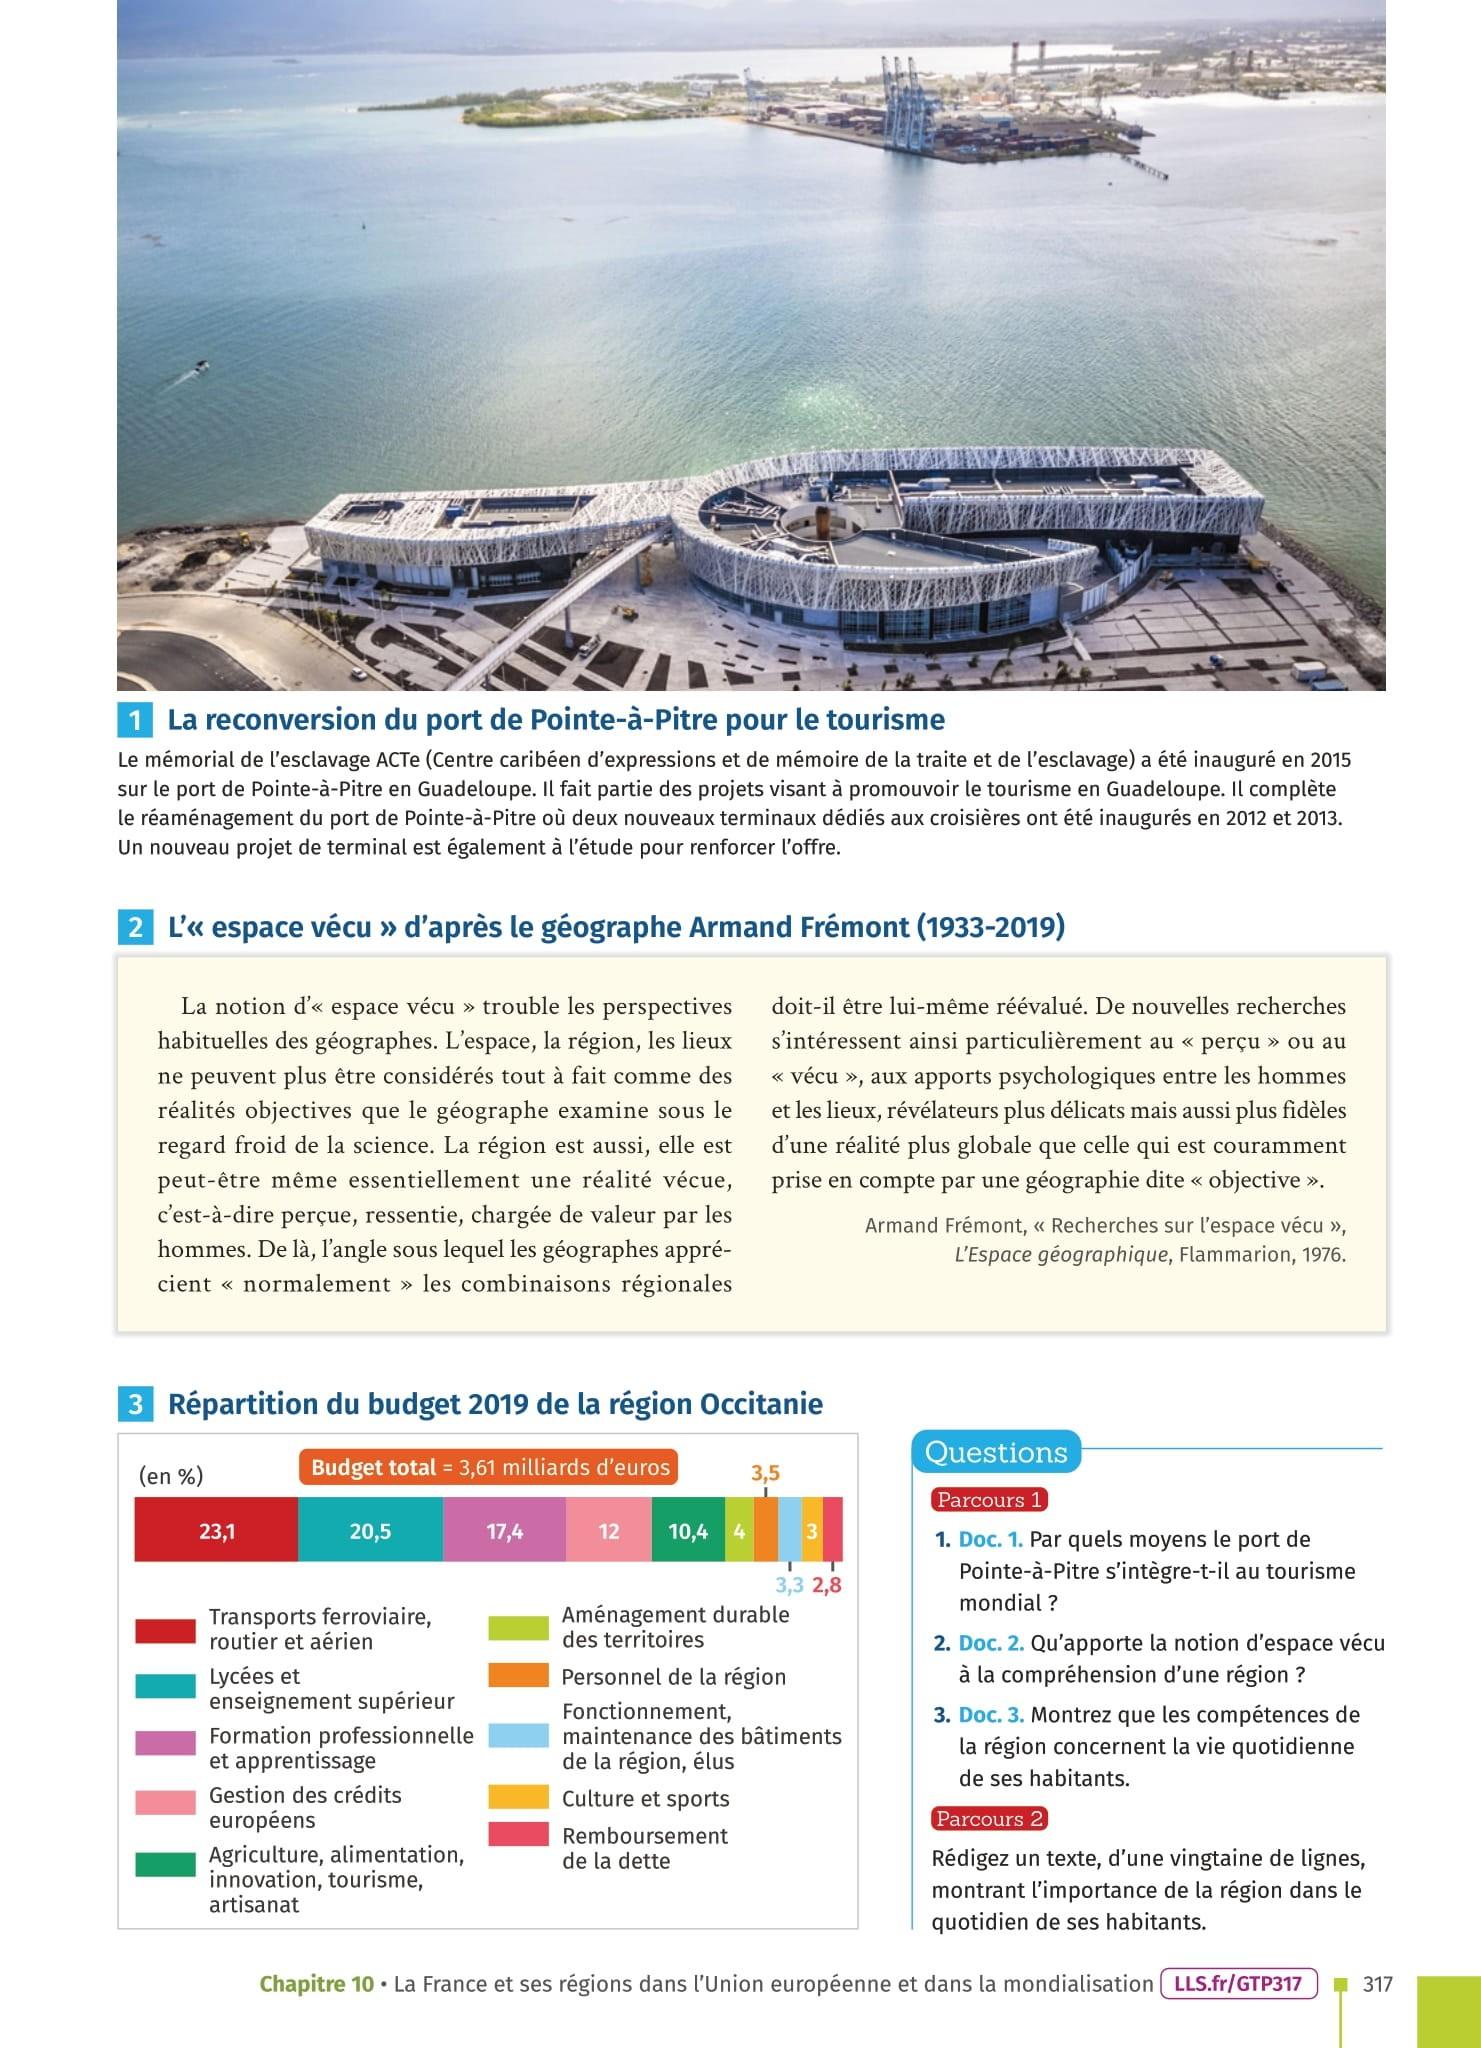 1 La reconversion du port de Pointe-à-Pitre pour le tourisme
Le mémorial de l'esclavage ACTe (Centre caribéen d'expressions et de mémoire de la traite et de l'esclavage) a été inauguré en 2015
sur le port de Pointe-à-Pitre en Guadeloupe. Il fait partie des projets visant à promouvoir le tourisme en Guadeloupe. Il complète
le réaménagement du port de Pointe-à-Pitre où deux nouveaux terminaux dédiés aux croisières ont été inaugurés en 2012 et 2013.
Un nouveau projet de terminal est également à l'étude pour renforcer l'offre.
2 L'« espace vécu » d'après le géographe Armand Frémont (1933-2019)
La notion d'« espace vécu » trouble les perspectives
habituelles des géographes. L'espace, la région, les lieux
ne peuvent plus être considérés tout à fait comme des
réalités objectives que le géographe examine sous le
regard froid de la science. La région est aussi, elle est
peut-être même essentiellement une réalité vécue,
c'est-à-dire perçue, ressentie, chargée de valeur par les
hommes. De là, l'angle sous lequel les géographes appré-
cient « normalement » les combinaisons régionales
doit-il être lui-même réévalué. De nouvelles recherches
s'intéressent ainsi particulièrement au « perçu » ou au
« vécu », aux apports psychologiques entre les hommes
et les lieux, révélateurs plus délicats mais aussi plus fidèles
d'une réalité plus globale que celle qui est couramment
prise en compte par une géographie dite « objective ».
Armand Frémont, « Recherches sur l'espace vécu »,
L'Espace géographique, Flammarion, 1976.
3 Répartition du budget 2019 de la région Occitanie
(en %)
Budget total = 3,61 milliards d'euros
3,5
23,1 20,5 17,4 12 10,4 4 3
3,3 2,8
Transports ferroviaire,
routier et aérien
Lycées et
enseignement supérieur
Formation professionnelle
et apprentissage
Gestion des crédits
européens
Agriculture, alimentation,
innovation, tourisme,
artisanat
Aménagement durable
des territoires
Personnel de la région
Fonctionnement,
maintenance des bâtiments
de la région, élus
Culture et sports
Remboursement
de la dette
Questions
Parcours 1
1. Doc. 1. Par quels moyens le port de
Pointe-à-Pitre s'intègre-t-il au tourisme
mondial ?
2. Doc. 2. Qu'apporte la notion d'espace vécu
à la compréhension d'une région ?
3. Doc. 3. Montrez que les compétences de
la région concernent la vie quotidienne
de ses habitants.
Parcours 2
Rédigez un texte, d'une vingtaine de lignes,
montrant l'importance de la région dans le
quotidien de ses habitants.
Chapitre 10 • La France et ses régions dans l'Union européenne et dans la mondialisation LLS.fr/GTP317 317